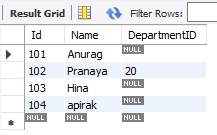 Result Grid Filter Rows:
Id Name DepartmentID
101 Anurag NULL
102 Pranaya 20
103 Hina NULL
104 apirak NULL
NULL NULL NULL